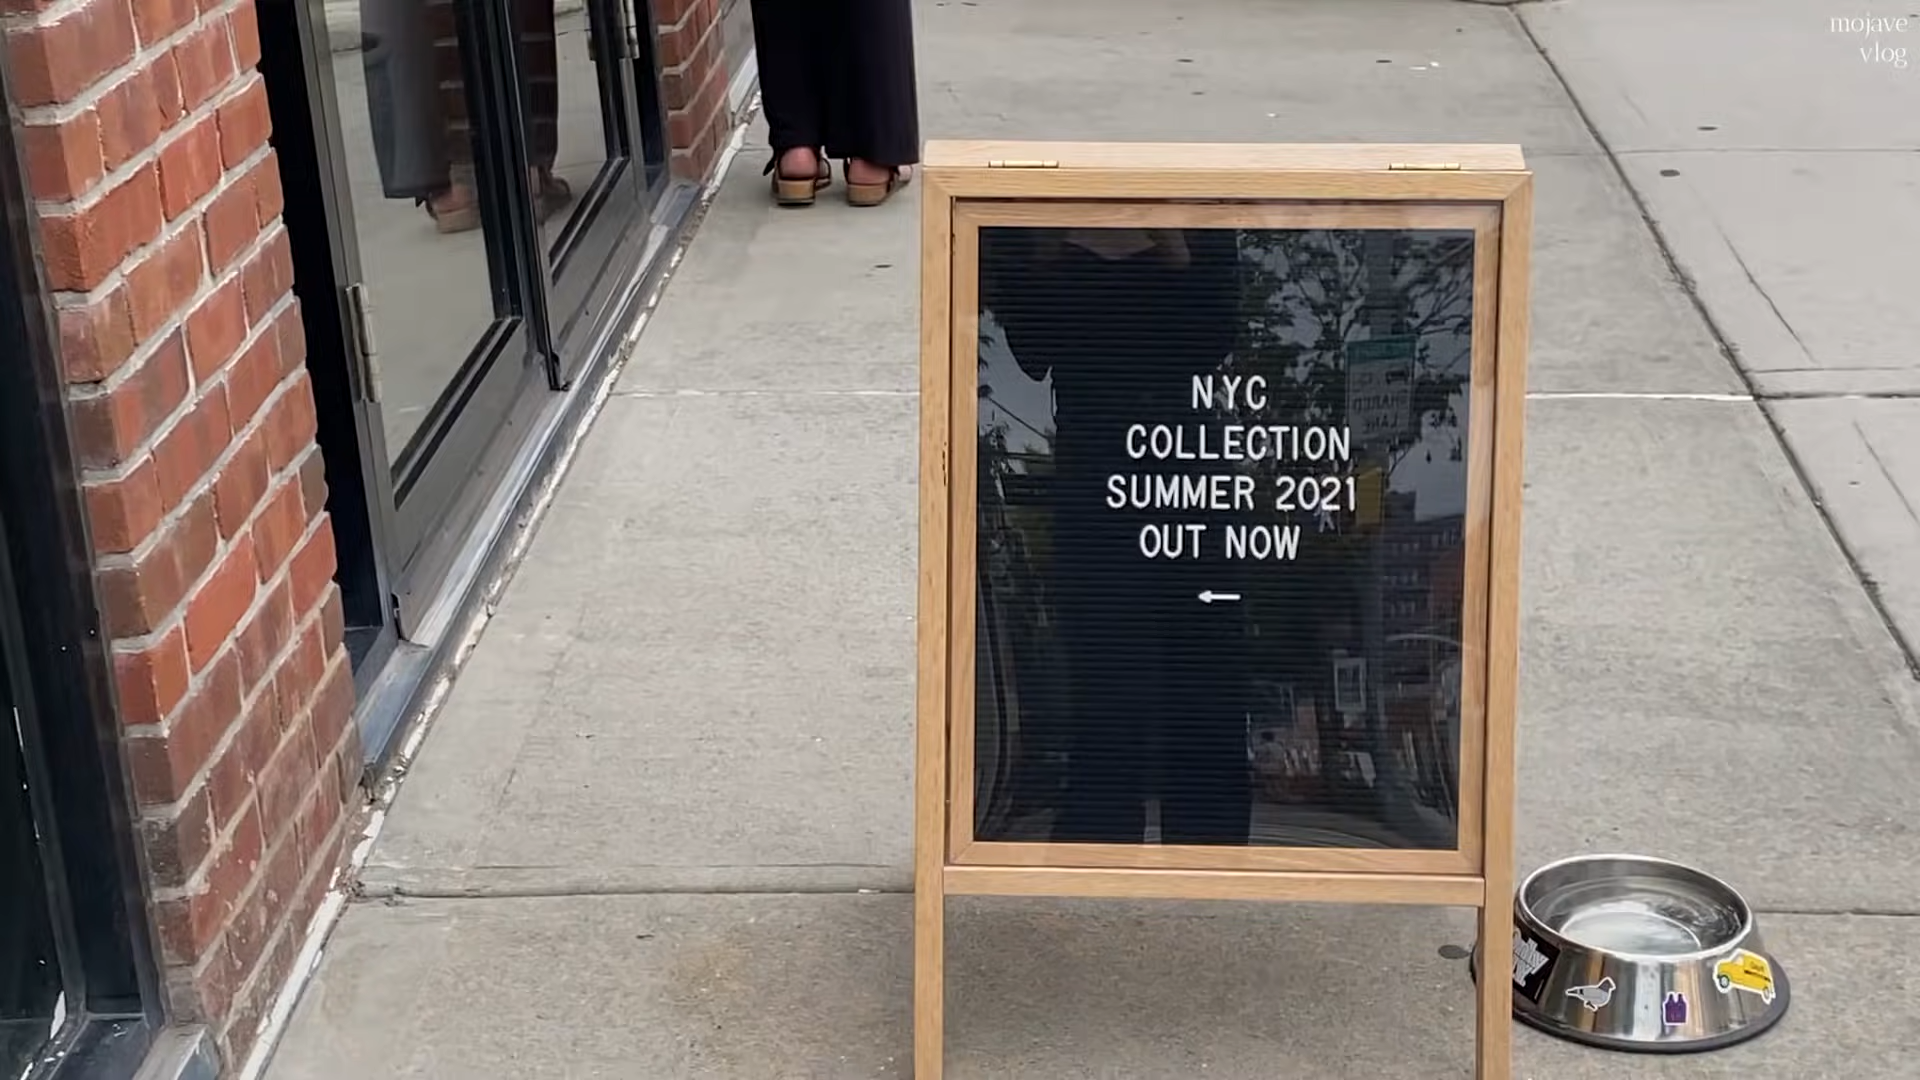 mojave
vlog
NYC
COLLECTION
SUMMER 2021
OUT NOW
←